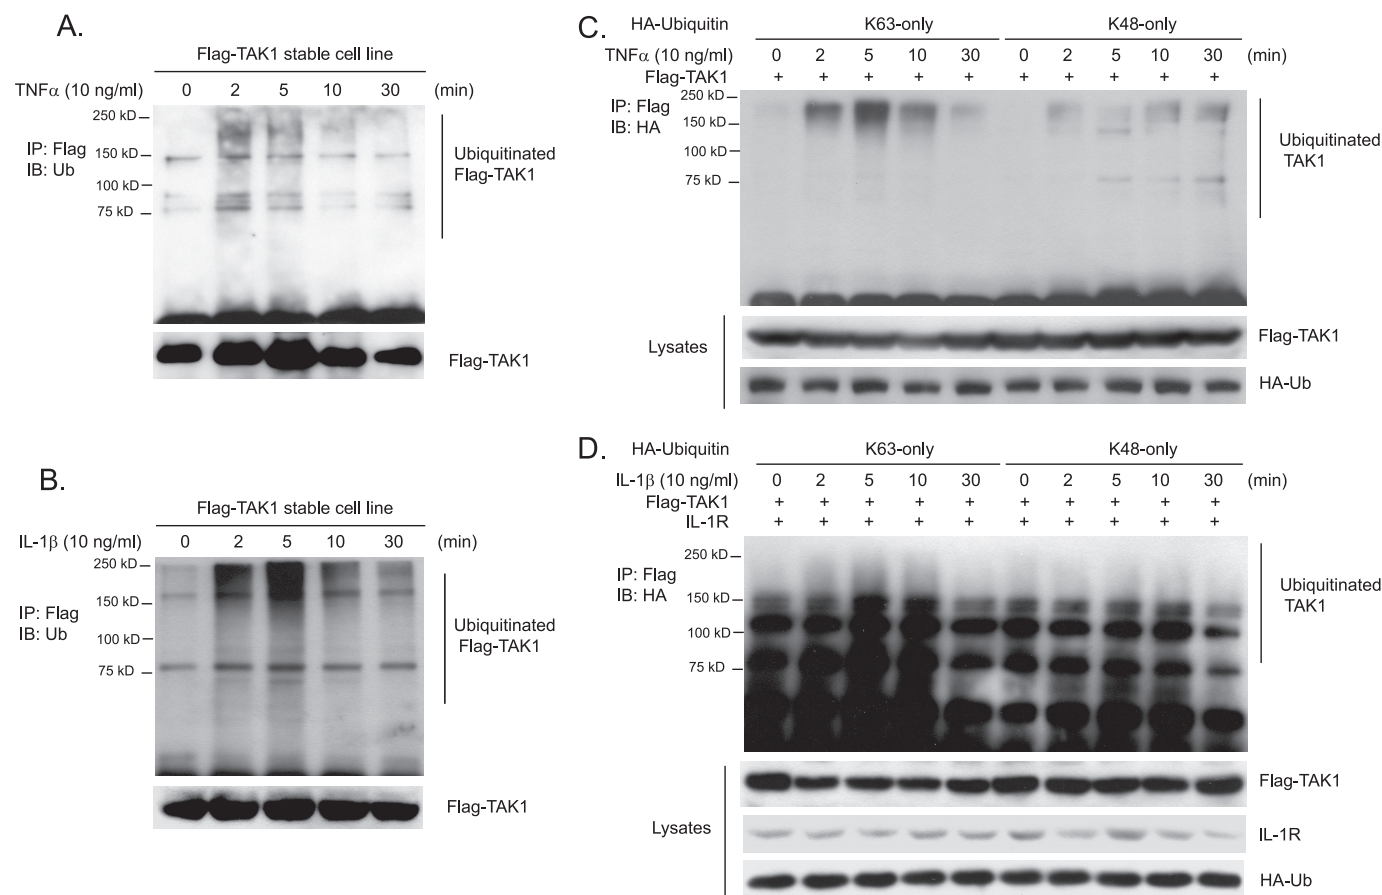 A.
Flag-TAK1 stable cell line
TNFα (10 ng/ml) 0 2 5 10 30 (min)
250 kD
IP: Flag
IB: Ub
150 kD
100 kD
75 kD
Ubiquitinated
Flag-TAK1
Flag-TAK1
B.
Flag-TAK1 stable cell line
IL-1β (10 ng/ml) 0 2 5 10 30 (min)
250 kD
IP: Flag
IB: Ub
150 kD
100 kD
75 kD
Ubiquitinated
Flag-TAK1
Flag-TAK1
C.
HA-Ubiquitin K63-only K48-only
TNFα (10 ng/ml) 0 2 5 10 30 0 2 5 10 30 (min)
Flag-TAK1 + + + + + + + + + +
IP: Flag
IB: HA
250 kD
150 kD
100 kD
75 kD
Ubiquitinated
TAK1
Lysates
Flag-TAK1
HA-Ub
D.
HA-Ubiquitin K63-only K48-only
IL-1β (10 ng/ml) 0 2 5 10 30 0 2 5 10 30 (min)
Flag-TAK1 + + + + + + + + + +
IL-1R + + + + + + + + + +
250 kD
IP: Flag
IB: HA
150 kD
100 kD
75 kD
Ubiquitinated
TAK1
Lysates
Flag-TAK1
IL-1R
HA-Ub